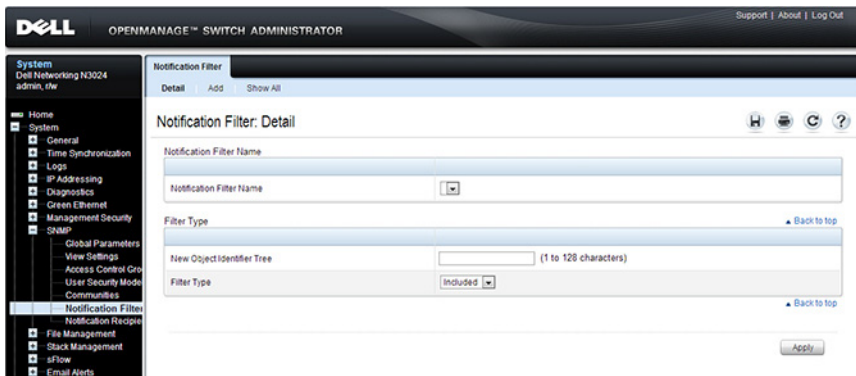 DELL
OPENMANAGE™ SWITCH ADMINISTRATOR
Support | About | Log Out
System
Dell Networking N3024
admin, r/w
Home
System
General
Time Synchronization
Logs
IP Addressing
Diagnostics
Green Ethernet
Management Security
SNMP
Global Parameters
View Settings
Access Control Gro
User Security Mode
Communities
Notification Filter
Notification Recipie
File Management
Stack Management
sFlow
Email Alerts
Notification Filter
Detail Add Show All
Notification Filter: Detail
Notification Filter Name
Notification Filter Name
Filter Type
Back to top
New Object Identifier Tree (1 to 128 characters)
Filter Type Included
Back to top
Apply